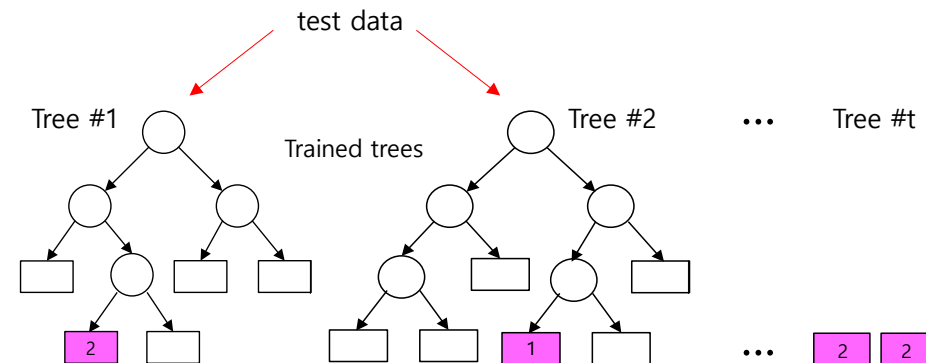 test data
Tree #1
Tree #2
...
Tree #t
Trained trees
2
1
...
2
2